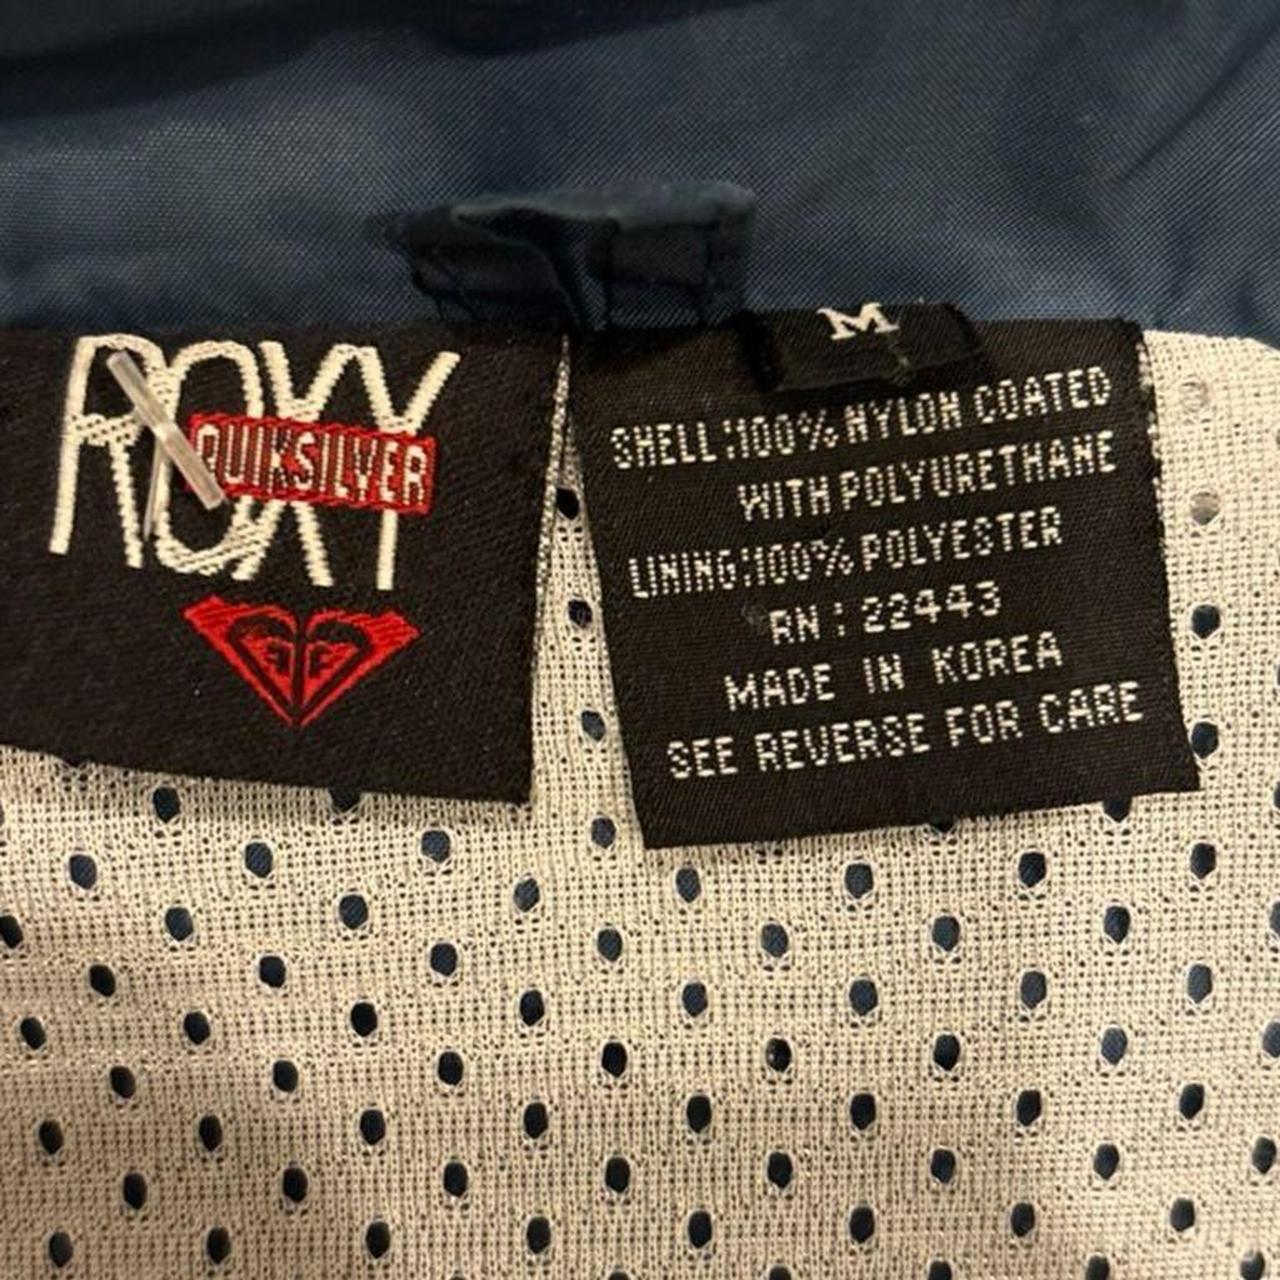 ROXY
QUIKSILVER
M
SHELL:100% NYLON COATED
WITH POLYURETHANE
LINING:100% POLYESTER
RN : 22443
MADE IN KOREA
SEE REVERSE FOR CARE